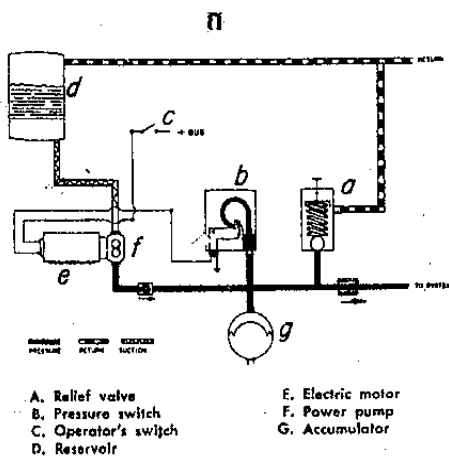 RETURN
d
c
+ BUS
b
a
f
e
TO SYSTEM
g
PRESSURE RETURN SUCTION
A. Relief valve
B. Pressure switch
C. Operator's switch
D. Reservoir
E. Electric motor
F. Power pump
G. Accumulator